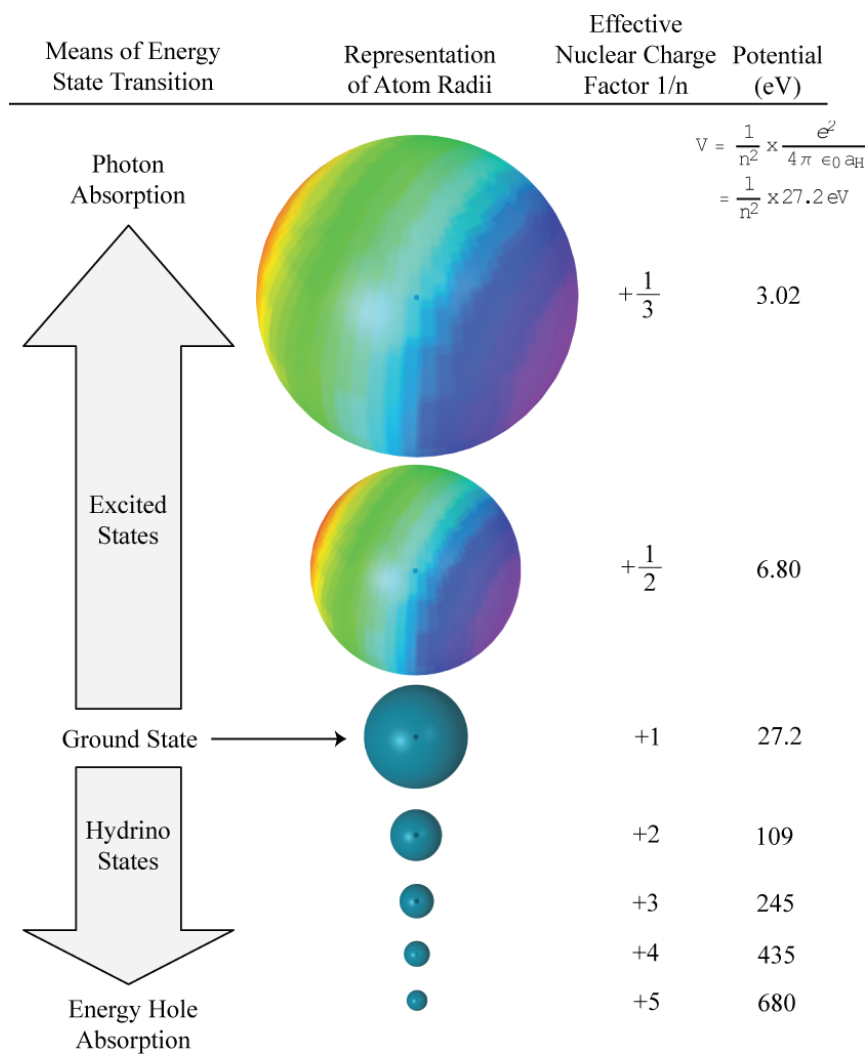 Means of Energy
State Transition
Representation
of Atom Radii
Effective
Nuclear Charge
Factor 1/n
Potential
(eV)
Photon
Absorption
V = 1/n² x e²/4π ϵ₀ a_H
= 1/n² x 27.2 eV
+1/3
3.02
Excited
States
+1/2
6.80
Ground State
+1
27.2
Hydrino
States
+2
109
+3
245
+4
435
+5
680
Energy Hole
Absorption